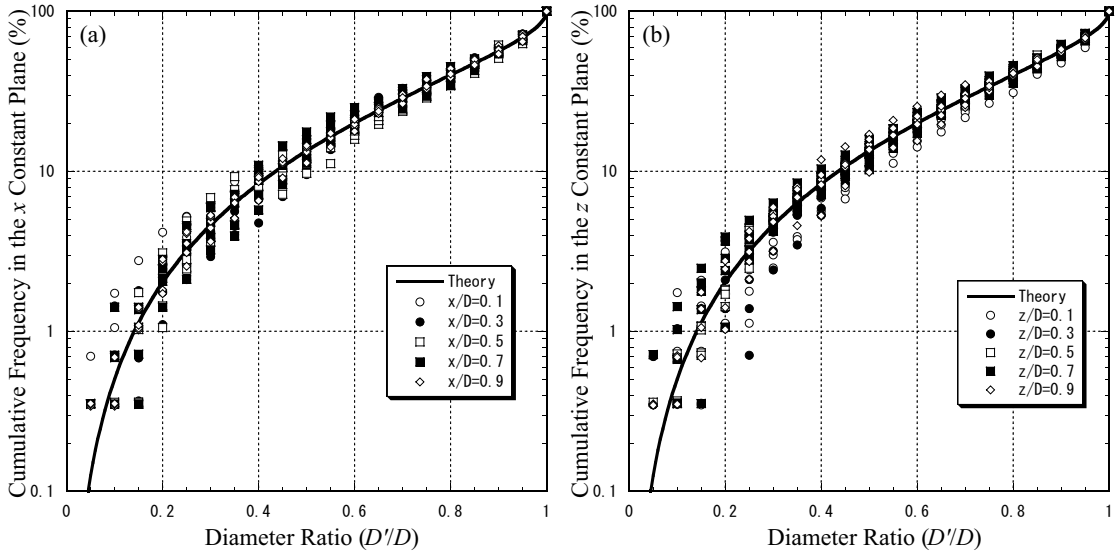 (a)
Cumulative Frequency in the x Constant Plane (%)
100
10
1
0.1
Theory
x/D=0.1
x/D=0.3
x/D=0.5
x/D=0.7
x/D=0.9
0 0.2 0.4 0.6 0.8 1
Diameter Ratio (D'/D)
(b)
Cumulative Frequency in the z Constant Plane (%)
100
10
1
0.1
Theory
z/D=0.1
z/D=0.3
z/D=0.5
z/D=0.7
z/D=0.9
0 0.2 0.4 0.6 0.8 1
Diameter Ratio (D'/D)